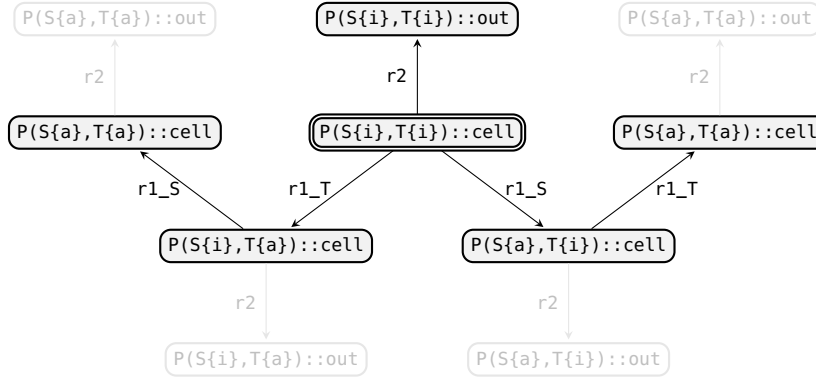 P(S{a},T{a})::out
P(S{i},T{i})::out
P(S{a},T{a})::out
r2
r2
r2
P(S{a},T{a})::cell
P(S{i},T{i})::cell
P(S{a},T{a})::cell
r1_S
r1_T
r1_S
r1_T
P(S{i},T{a})::cell
P(S{a},T{i})::cell
r2
r2
P(S{i},T{a})::out
P(S{a},T{i})::out